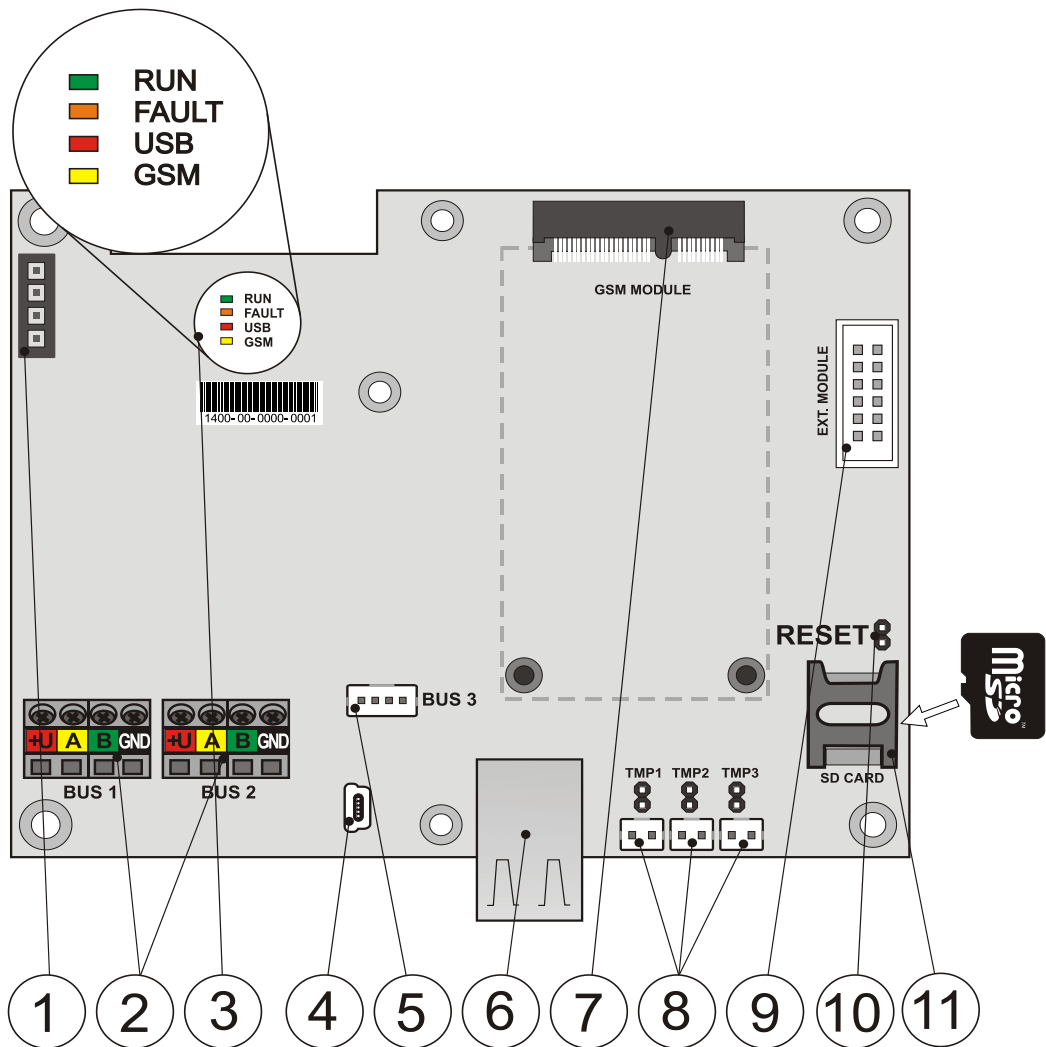 RUN
FAULT
USB
GSM
GSM MODULE
RUN
FAULT
USB
GSM
EXT. MODULE
1400-00-0000-0001
RESET
Micro
SD
TM
BUS 3
+U A B GND
+U A B GND
BUS 1
BUS 2
TMP1 TMP2 TMP3
SD CARD
1 2 3 4 5 6 7 8 9 10 11